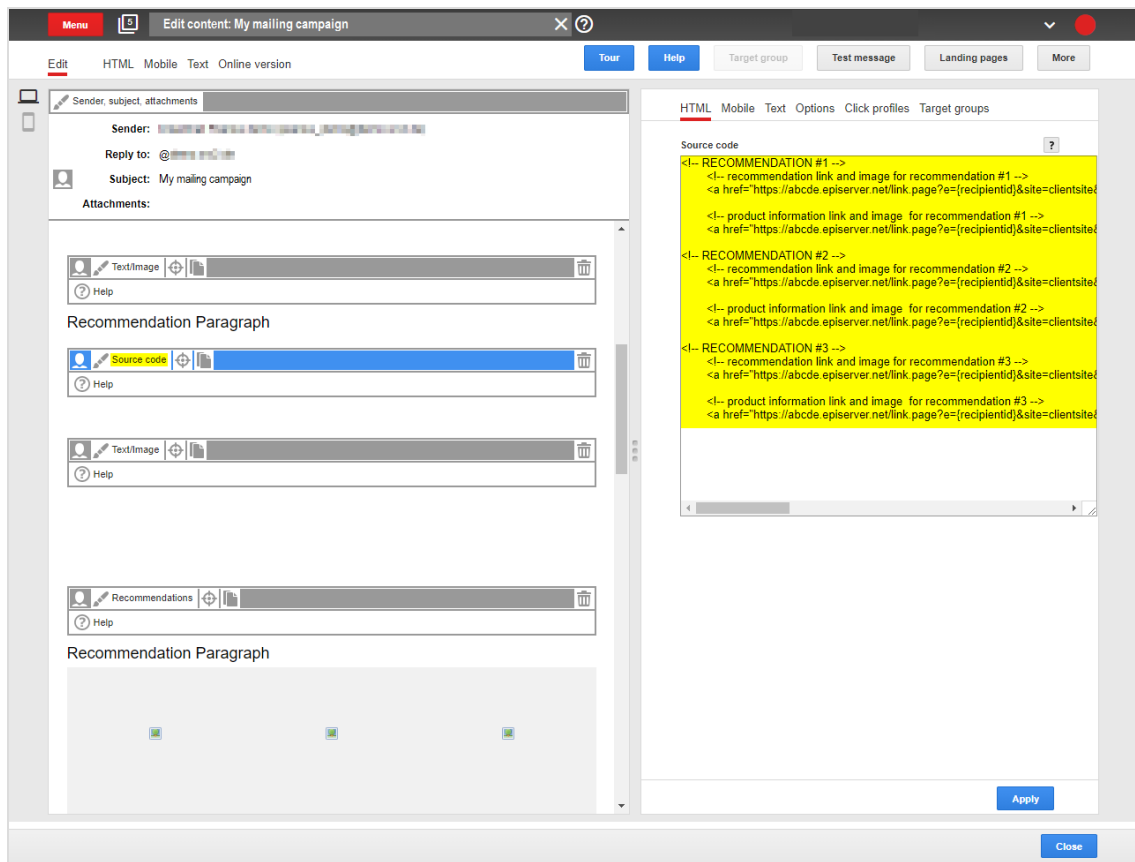 Menu 5 Edit content: My mailing campaign
Edit HTML Mobile Text Online version Tour Help Target group Test message Landing pages More
Sender, subject, attachments
Sender:
Reply to: @
Subject: My mailing campaign
Attachments:
Text/Image
? Help
Recommendation Paragraph
Source code
? Help
Text/Image
? Help
Recommendations
? Help
Recommendation Paragraph
HTML Mobile Text Options Click profiles Target groups
Source code ?
<!-- RECOMMENDATION #1 -->
<!-- recommendation link and image for recommendation #1 -->
<a href="https://abcde.episerver.net/link.page?e={recipientid}&site=clientsite&
<!-- product information link and image  for recommendation #1 -->
<a href="https://abcde.episerver.net/link.page?e={recipientid}&site=clientsite&
<!-- RECOMMENDATION #2 -->
<!-- recommendation link and image for recommendation #2 -->
<a href="https://abcde.episerver.net/link.page?e={recipientid}&site=clientsite&
<!-- product information link and image  for recommendation #2 -->
<a href="https://abcde.episerver.net/link.page?e={recipientid}&site=clientsite&
<!-- RECOMMENDATION #3 -->
<!-- recommendation link and image for recommendation #3 -->
<a href="https://abcde.episerver.net/link.page?e={recipientid}&site=clientsite&
<!-- product information link and image  for recommendation #3 -->
<a href="https://abcde.episerver.net/link.page?e={recipientid}&site=clientsite&
Apply
Close